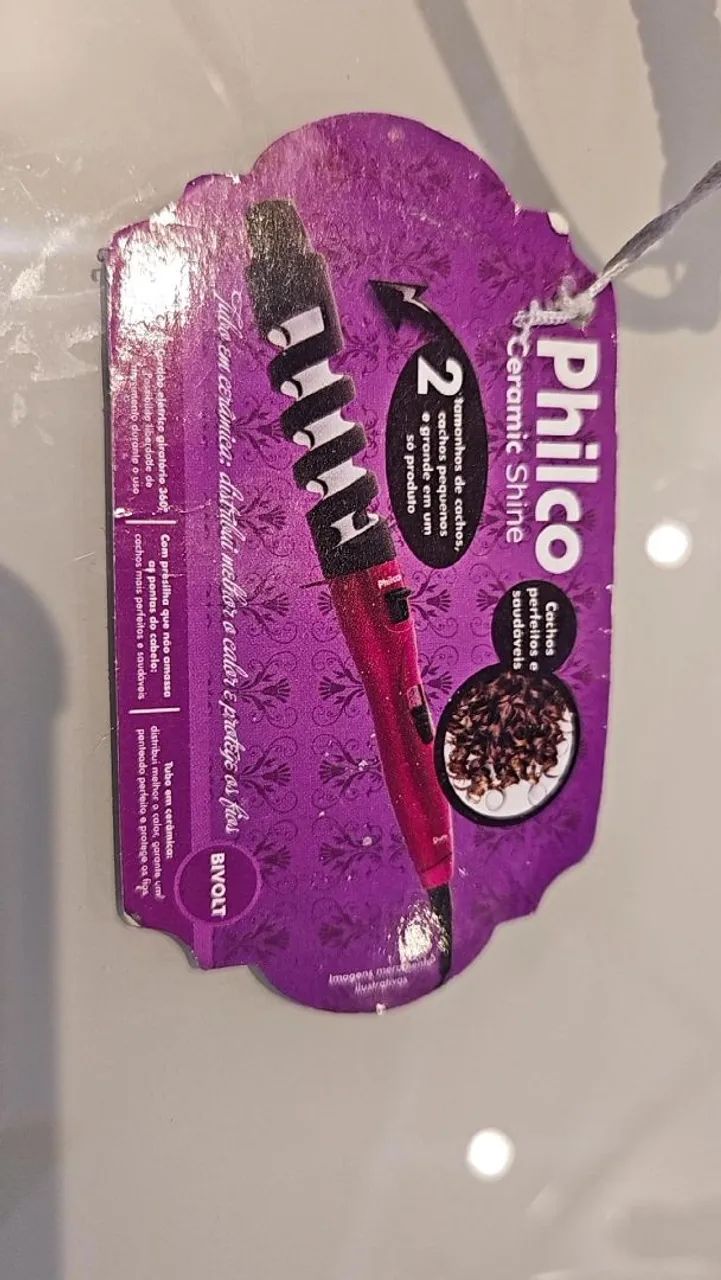 Philco
Ceramic Shine
Cachos
perfeitos e
saudáveis
2
tamanhos de cachos,
cachos pequenos
e grande em um
só produto
Philco
Tubo em cerâmica: distribui melhor o calor e protege os fios
BIVOLT
Cordão elétrico giratório 360º:
Possibilita liberdade de
movimento durante o uso
Com presilha que não amassa
as pontas do cabelo:
cachos mais perfeitos e saudáveis
Tubo em cerâmica:
distribui melhor o calor, garante um
penteado perfeito e protege os fios
Imagens meramente
ilustrativas